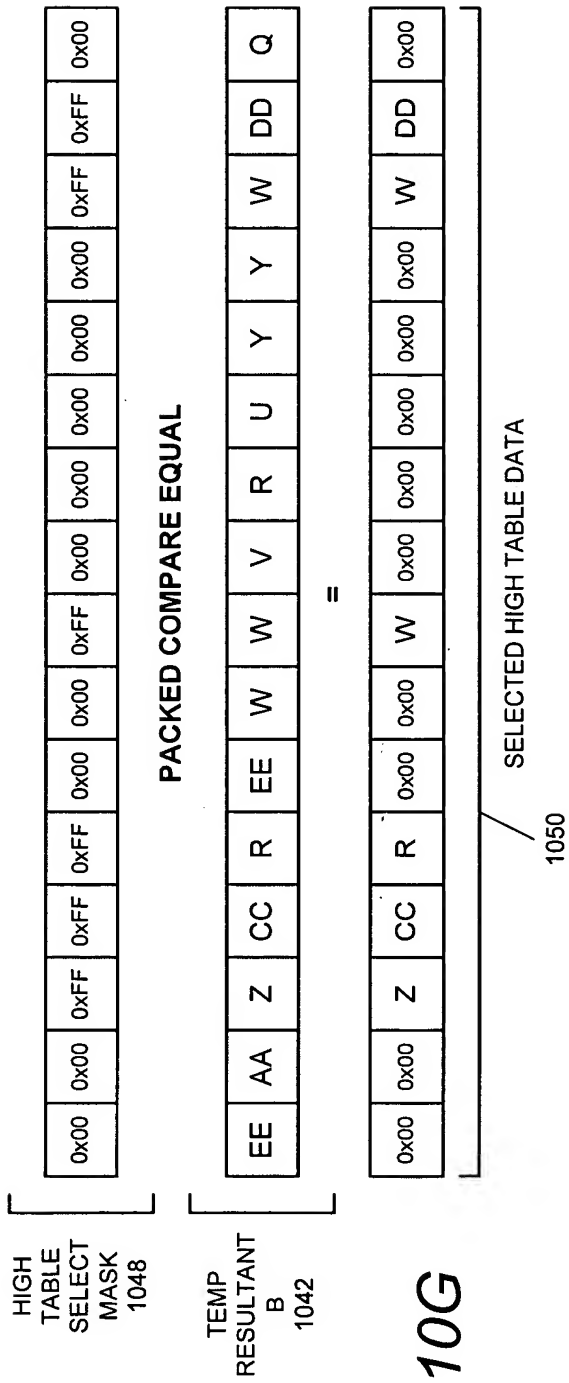 HIGH
TABLE
SELECT
MASK
1048
0x00 0x00 0xFF 0xFF 0xFF 0x00 0x00 0xFF 0x00 0x00 0x00 0x00 0x00 0xFF 0xFF 0x00
PACKED COMPARE EQUAL
TEMP
RESULTANT
B
1042
EE AA Z CC R EE W W V R U Y Y W DD Q
=
0x00 0x00 Z CC R 0x00 0x00 W 0x00 0x00 0x00 0x00 0x00 W DD 0x00
SELECTED HIGH TABLE DATA
1050
10G